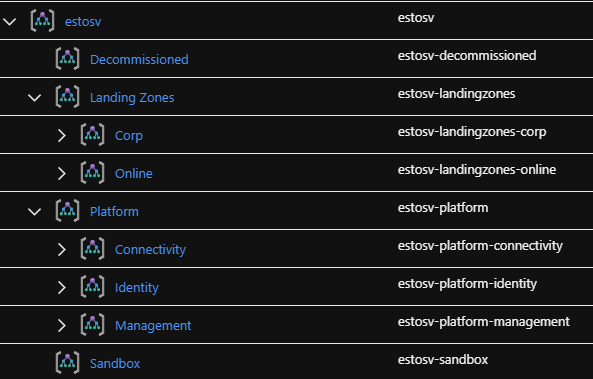 estosv estosv
Decommissioned estosv-decommissioned
Landing Zones estosv-landingzones
Corp estosv-landingzones-corp
Online estosv-landingzones-online
Platform estosv-platform
Connectivity estosv-platform-connectivity
Identity estosv-platform-identity
Management estosv-platform-management
Sandbox estosv-sandbox